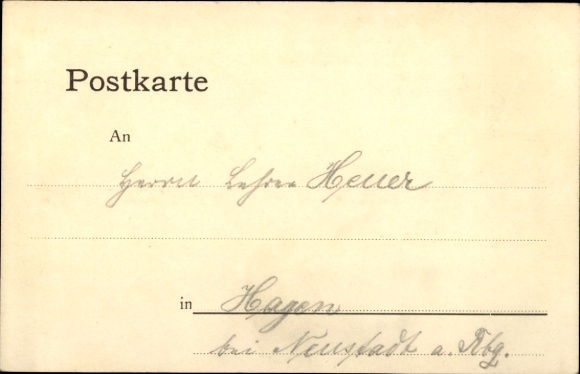 Postkarte
An
Herrn Lehrer Heuer
in Hagen
bei Neustadt a. Rbg.